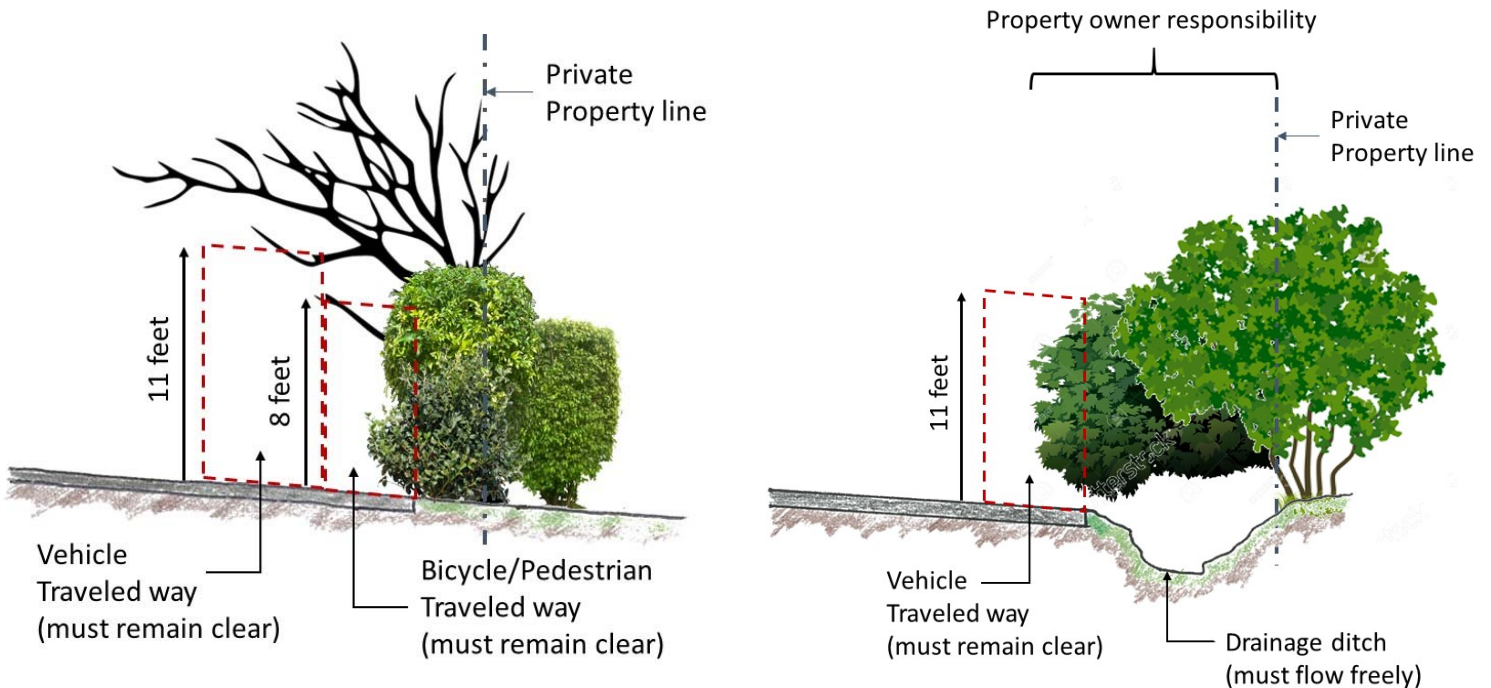 Private
Property line
11 feet
8 feet
Vehicle
Traveled way
(must remain clear)
Bicycle/Pedestrian
Traveled way
(must remain clear)
Property owner responsibility
Private
Property line
11 feet
Vehicle
Traveled way
(must remain clear)
Drainage ditch
(must flow freely)